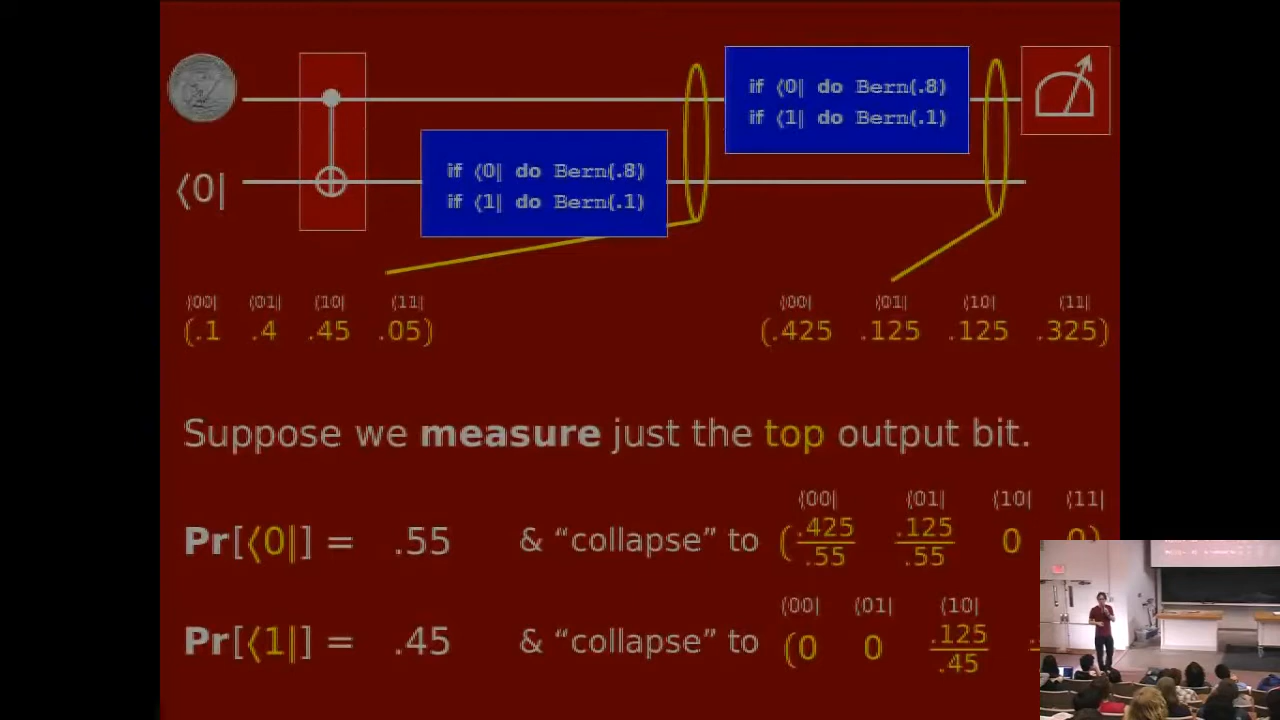 if ⟨0| do Bern(.8)
if ⟨1| do Bern(.1)
⟨0|
if ⟨0| do Bern(.8)
if ⟨1| do Bern(.1)
⟨00| ⟨01| ⟨10| ⟨11|
(.1 .4 .45 .05)
⟨00| ⟨01| ⟨10| ⟨11|
(.425 .125 .125 .325)
Suppose we measure just the top output bit.
⟨00| ⟨01| ⟨10| ⟨11|
Pr[⟨0|] = .55 & “collapse” to (.425/.55 .125/.55 0 0)
⟨00| ⟨01| ⟨10|
Pr[⟨1|] = .45 & “collapse” to (0 0 .125/.45